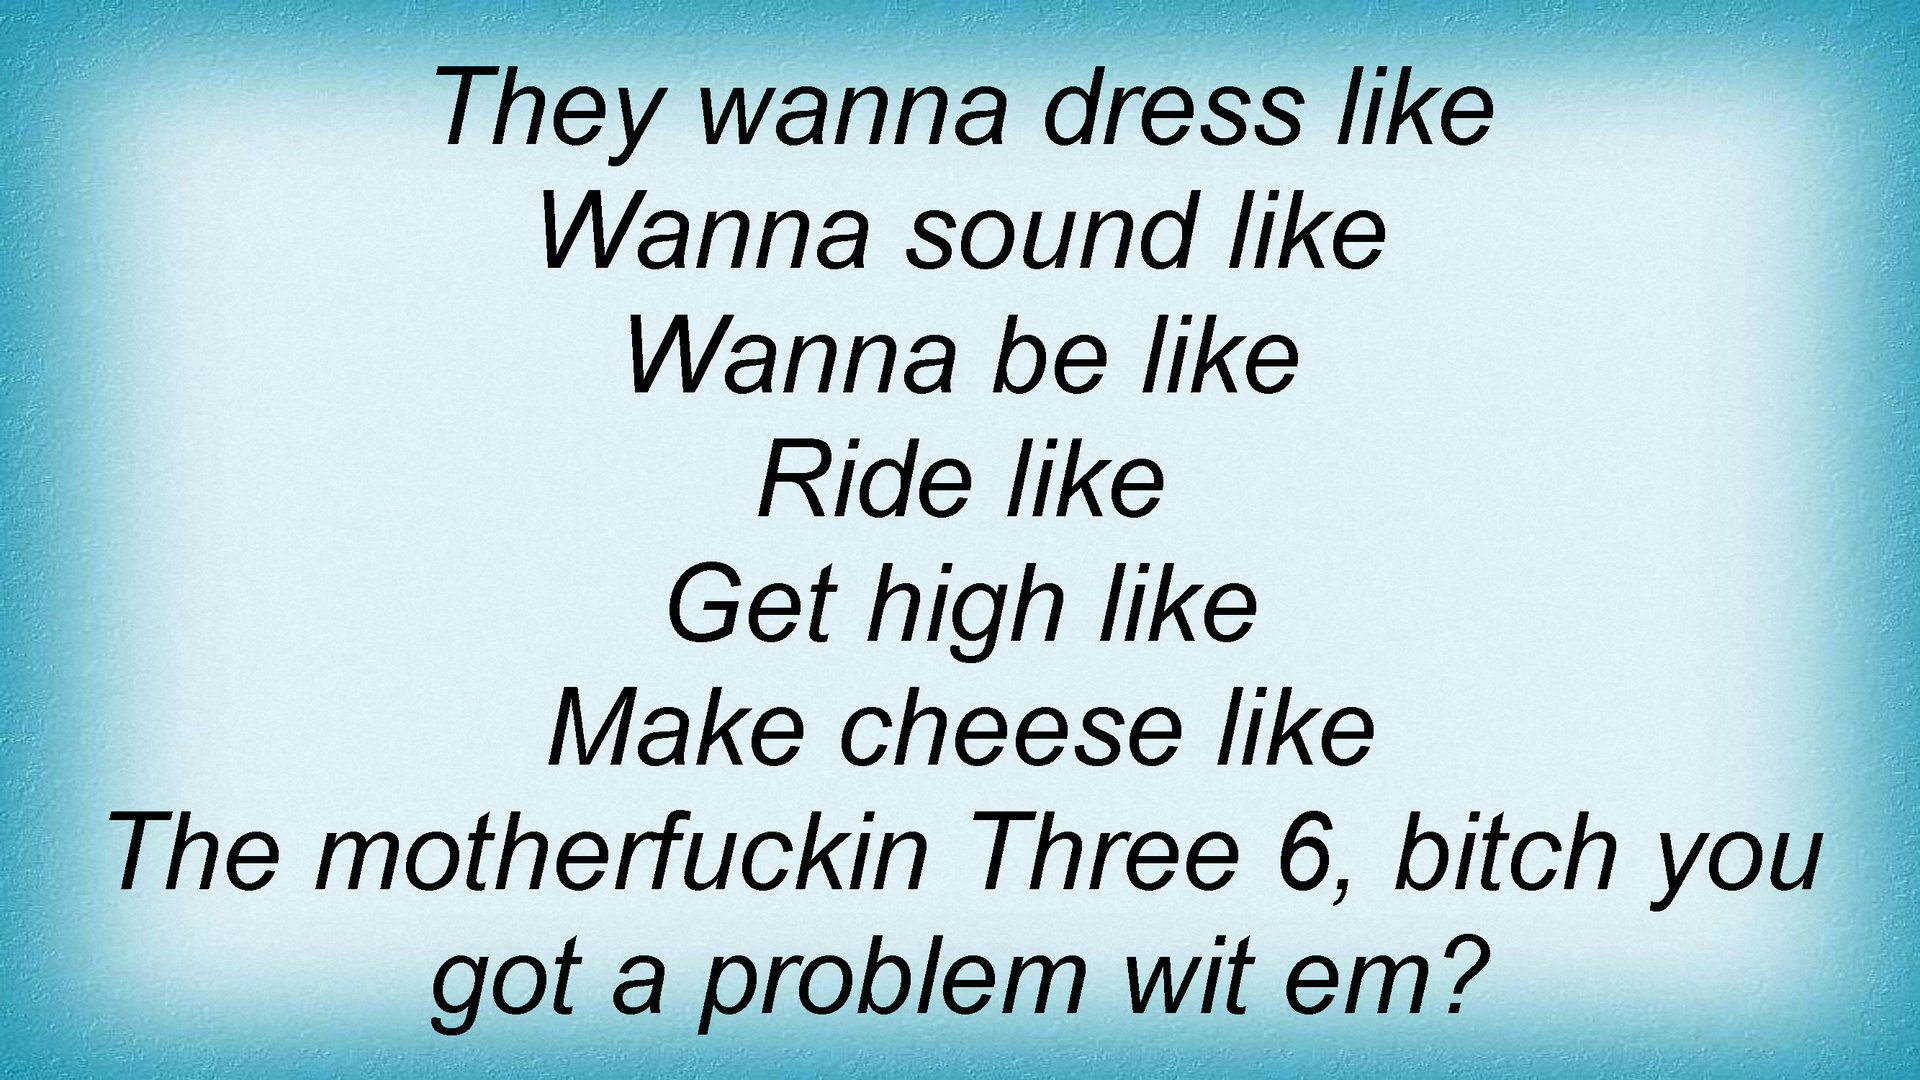 They wanna dress like
Wanna sound like
Wanna be like
Ride like
Get high like
Make cheese like
The motherfuckin Three 6, bitch you
got a problem wit em?